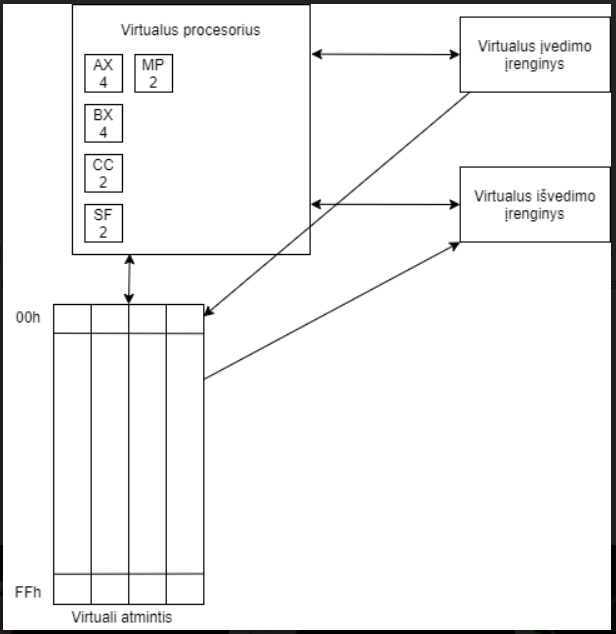 Virtualus procesorius
AX
4
MP
2
BX
4
CC
2
SF
2
Virtualus įvedimo
įrenginys
Virtualus išvedimo
įrenginys
00h
FFh
Virtuali atmintis